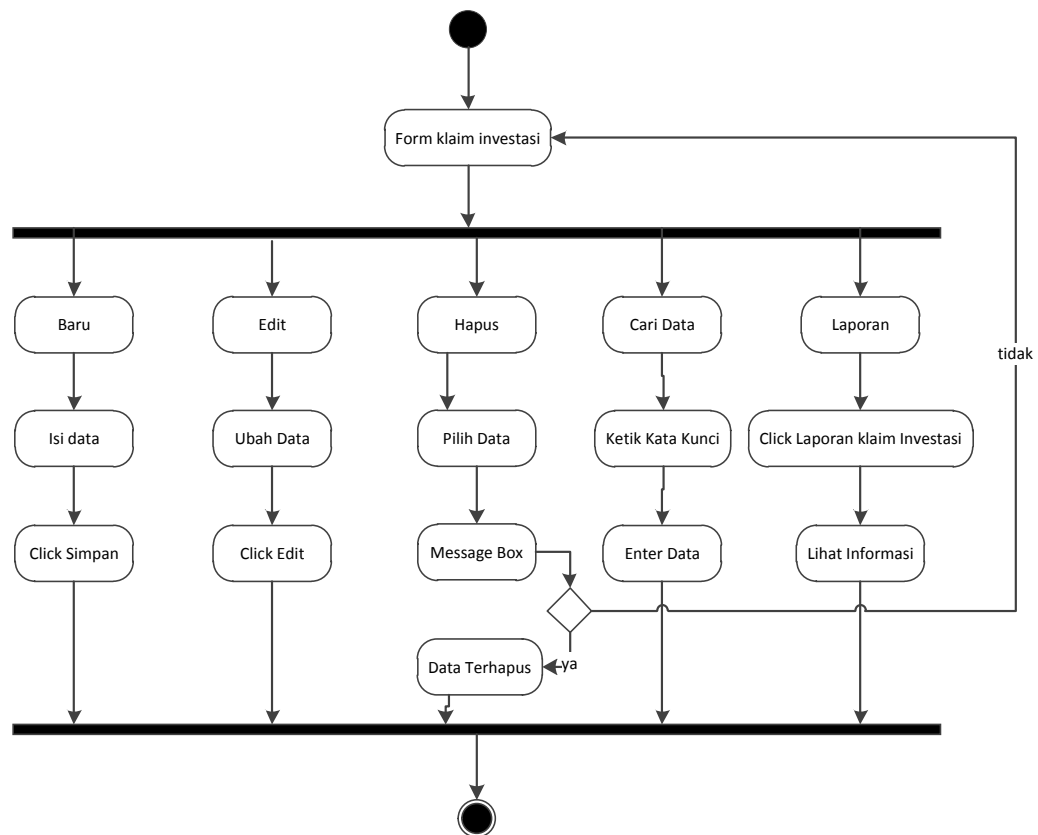 Form klaim investasi
Baru
Edit
Hapus
Cari Data
Laporan
tidak
Isi data
Ubah Data
Pilih Data
Ketik Kata Kunci
Click Laporan klaim Investasi
Click Simpan
Click Edit
Message Box
Enter Data
Lihat Informasi
Data Terhapus
ya